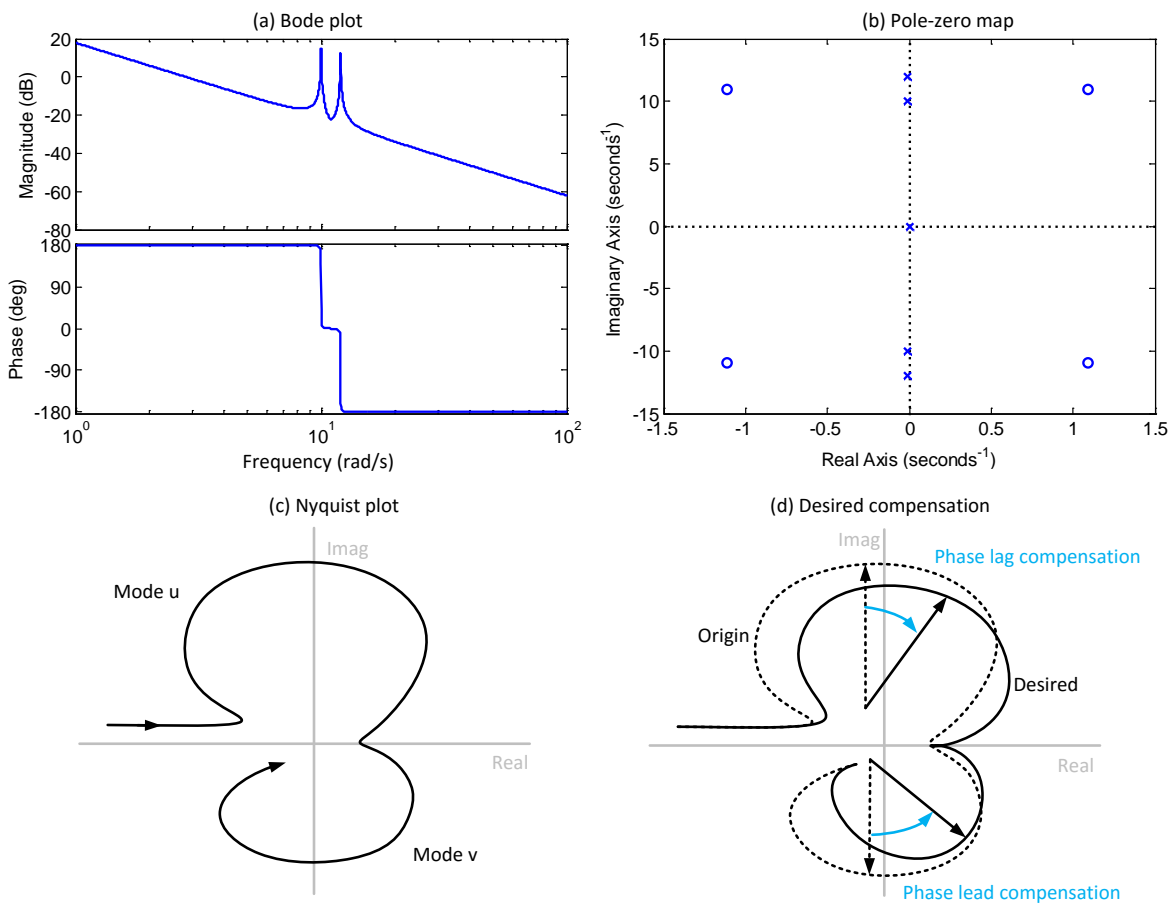 (a) Bode plot
20
0
-20
-40
-60
-80
Magnitude (dB)
180
90
0
-90
-180
Phase (deg)
10^0
10^1
10^2
Frequency (rad/s)
(b) Pole-zero map
15
10
5
0
-5
-10
-15
Imaginary Axis (seconds^-1)
-1.5
-1
-0.5
0
0.5
1
1.5
Real Axis (seconds^-1)
(c) Nyquist plot
Imag
Mode u
Real
Mode v
(d) Desired compensation
Imag
Phase lag compensation
Origin
Desired
Real
Phase lead compensation